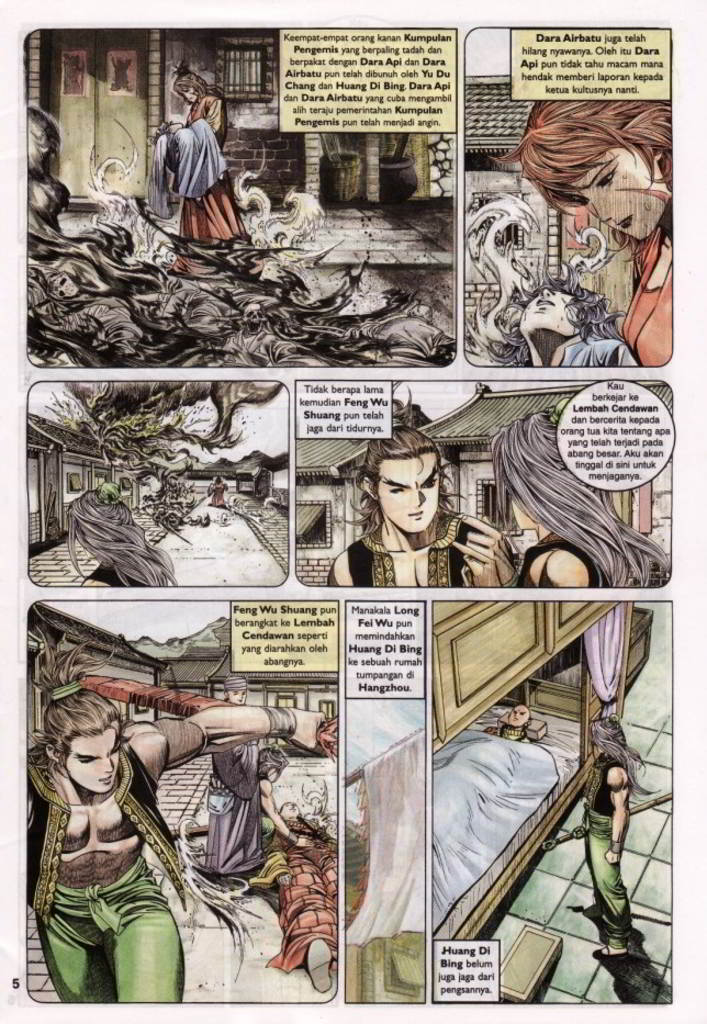 Keempat-empat orang kanan Kumpulan
Pengemis yang berpaling tadah dan
berpakat dengan Dara Api dan Dara
Airbatu pun telah dibunuh oleh Yu Du
Chang dan Huang Di Bing. Dara Api
dan Dara Airbatu yang cuba mengambil
alih teraju pemerintahan Kumpulan
Pengemis pun telah menjadi angin.
Dara Airbatu juga telah
hilang nyawanya. Oleh itu Dara
Api pun tidak tahu macam mana
hendak memberi laporan kepada
ketua kultusnya nanti.
Tidak berapa lama
kemudian Feng Wu
Shuang pun telah
jaga dari tidurnya.
Kau
berkejar ke
Lembah Cendawan
dan bercerita kepada
orang tua kita tentang apa
yang telah terjadi pada
abang besar. Aku akan
tinggal di sini untuk
menjaganya.
Feng Wu Shuang pun
berangkat ke Lembah
Cendawan seperti
yang diarahkan oleh
abangnya.
Manakala Long
Fei Wu pun
memindahkan
Huang Di Bing
ke sebuah rumah
tumpangan di
Hangzhou.
Huang Di
Bing belum
juga jaga dari
pengsannya.
5